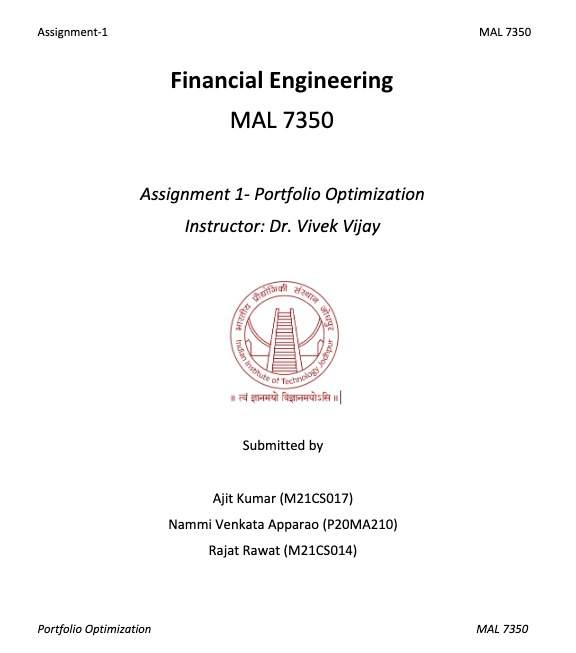 Assignment-1 MAL 7350
Financial Engineering
MAL 7350
Assignment 1- Portfolio Optimization
Instructor: Dr. Vivek Vijay
भारतीय प्रौद्योगिकी संस्थान जोधपुर
Indian Institute of Technology Jodhpur
॥ त्वं ज्ञानमयो विज्ञानमयोऽसि ॥
Submitted by
Ajit Kumar (M21CS017)
Nammi Venkata Apparao (P20MA210)
Rajat Rawat (M21CS014)
Portfolio Optimization MAL 7350